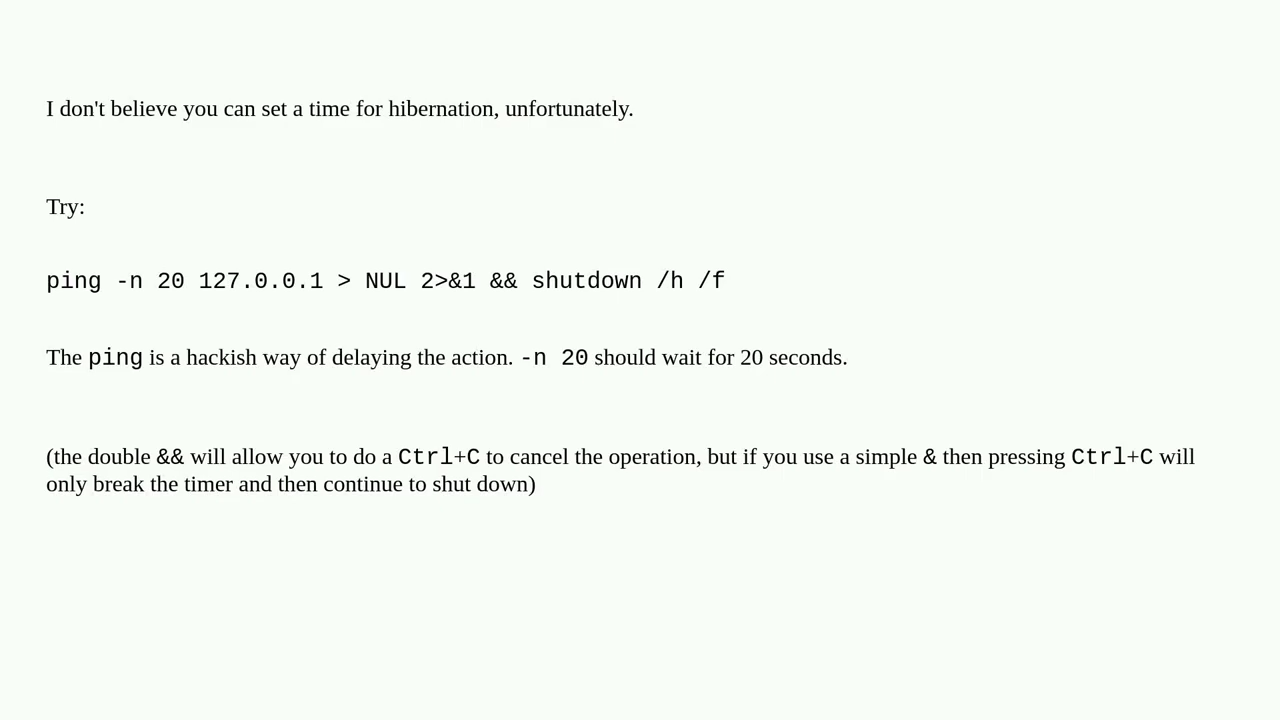 I don't believe you can set a time for hibernation, unfortunately.
Try:
ping -n 20 127.0.0.1 > NUL 2>&1 && shutdown /h /f
The ping is a hackish way of delaying the action. -n 20 should wait for 20 seconds.
(the double && will allow you to do a Ctrl+C to cancel the operation, but if you use a simple & then pressing Ctrl+C will
only break the timer and then continue to shut down)